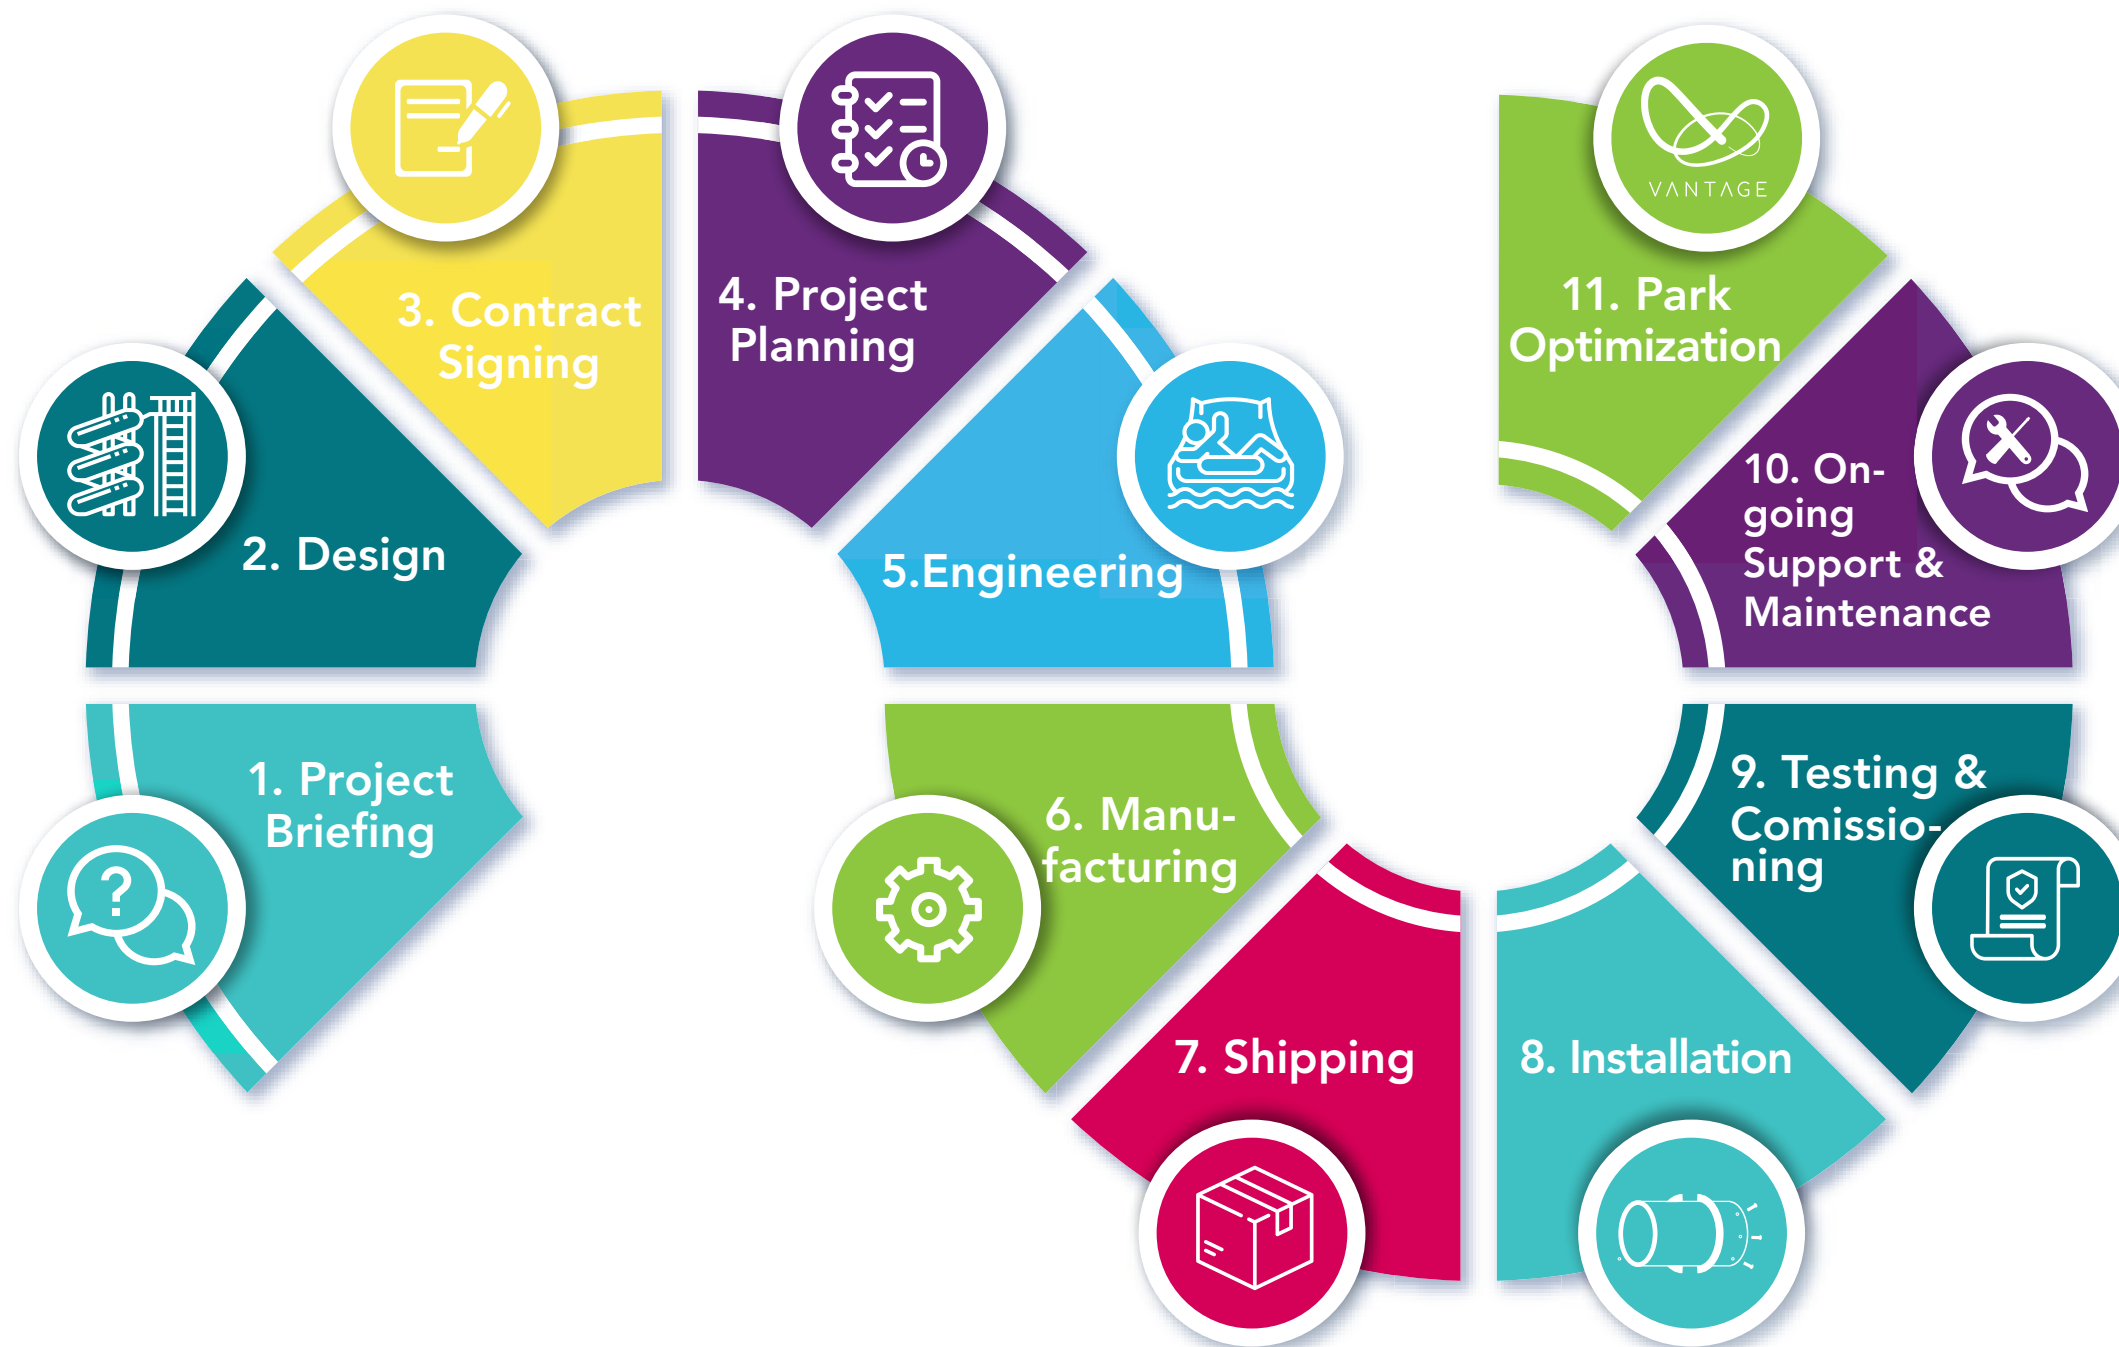 1. Project
Briefing
?
2. Design
3. Contract
Signing
4. Project
Planning
5.Engineering
6. Manu-
facturing
7. Shipping
8. Installation
9. Testing &
Comissio-
ning
10. On-
going
Support &
Maintenance
11. Park
Optimization
VANTAGE